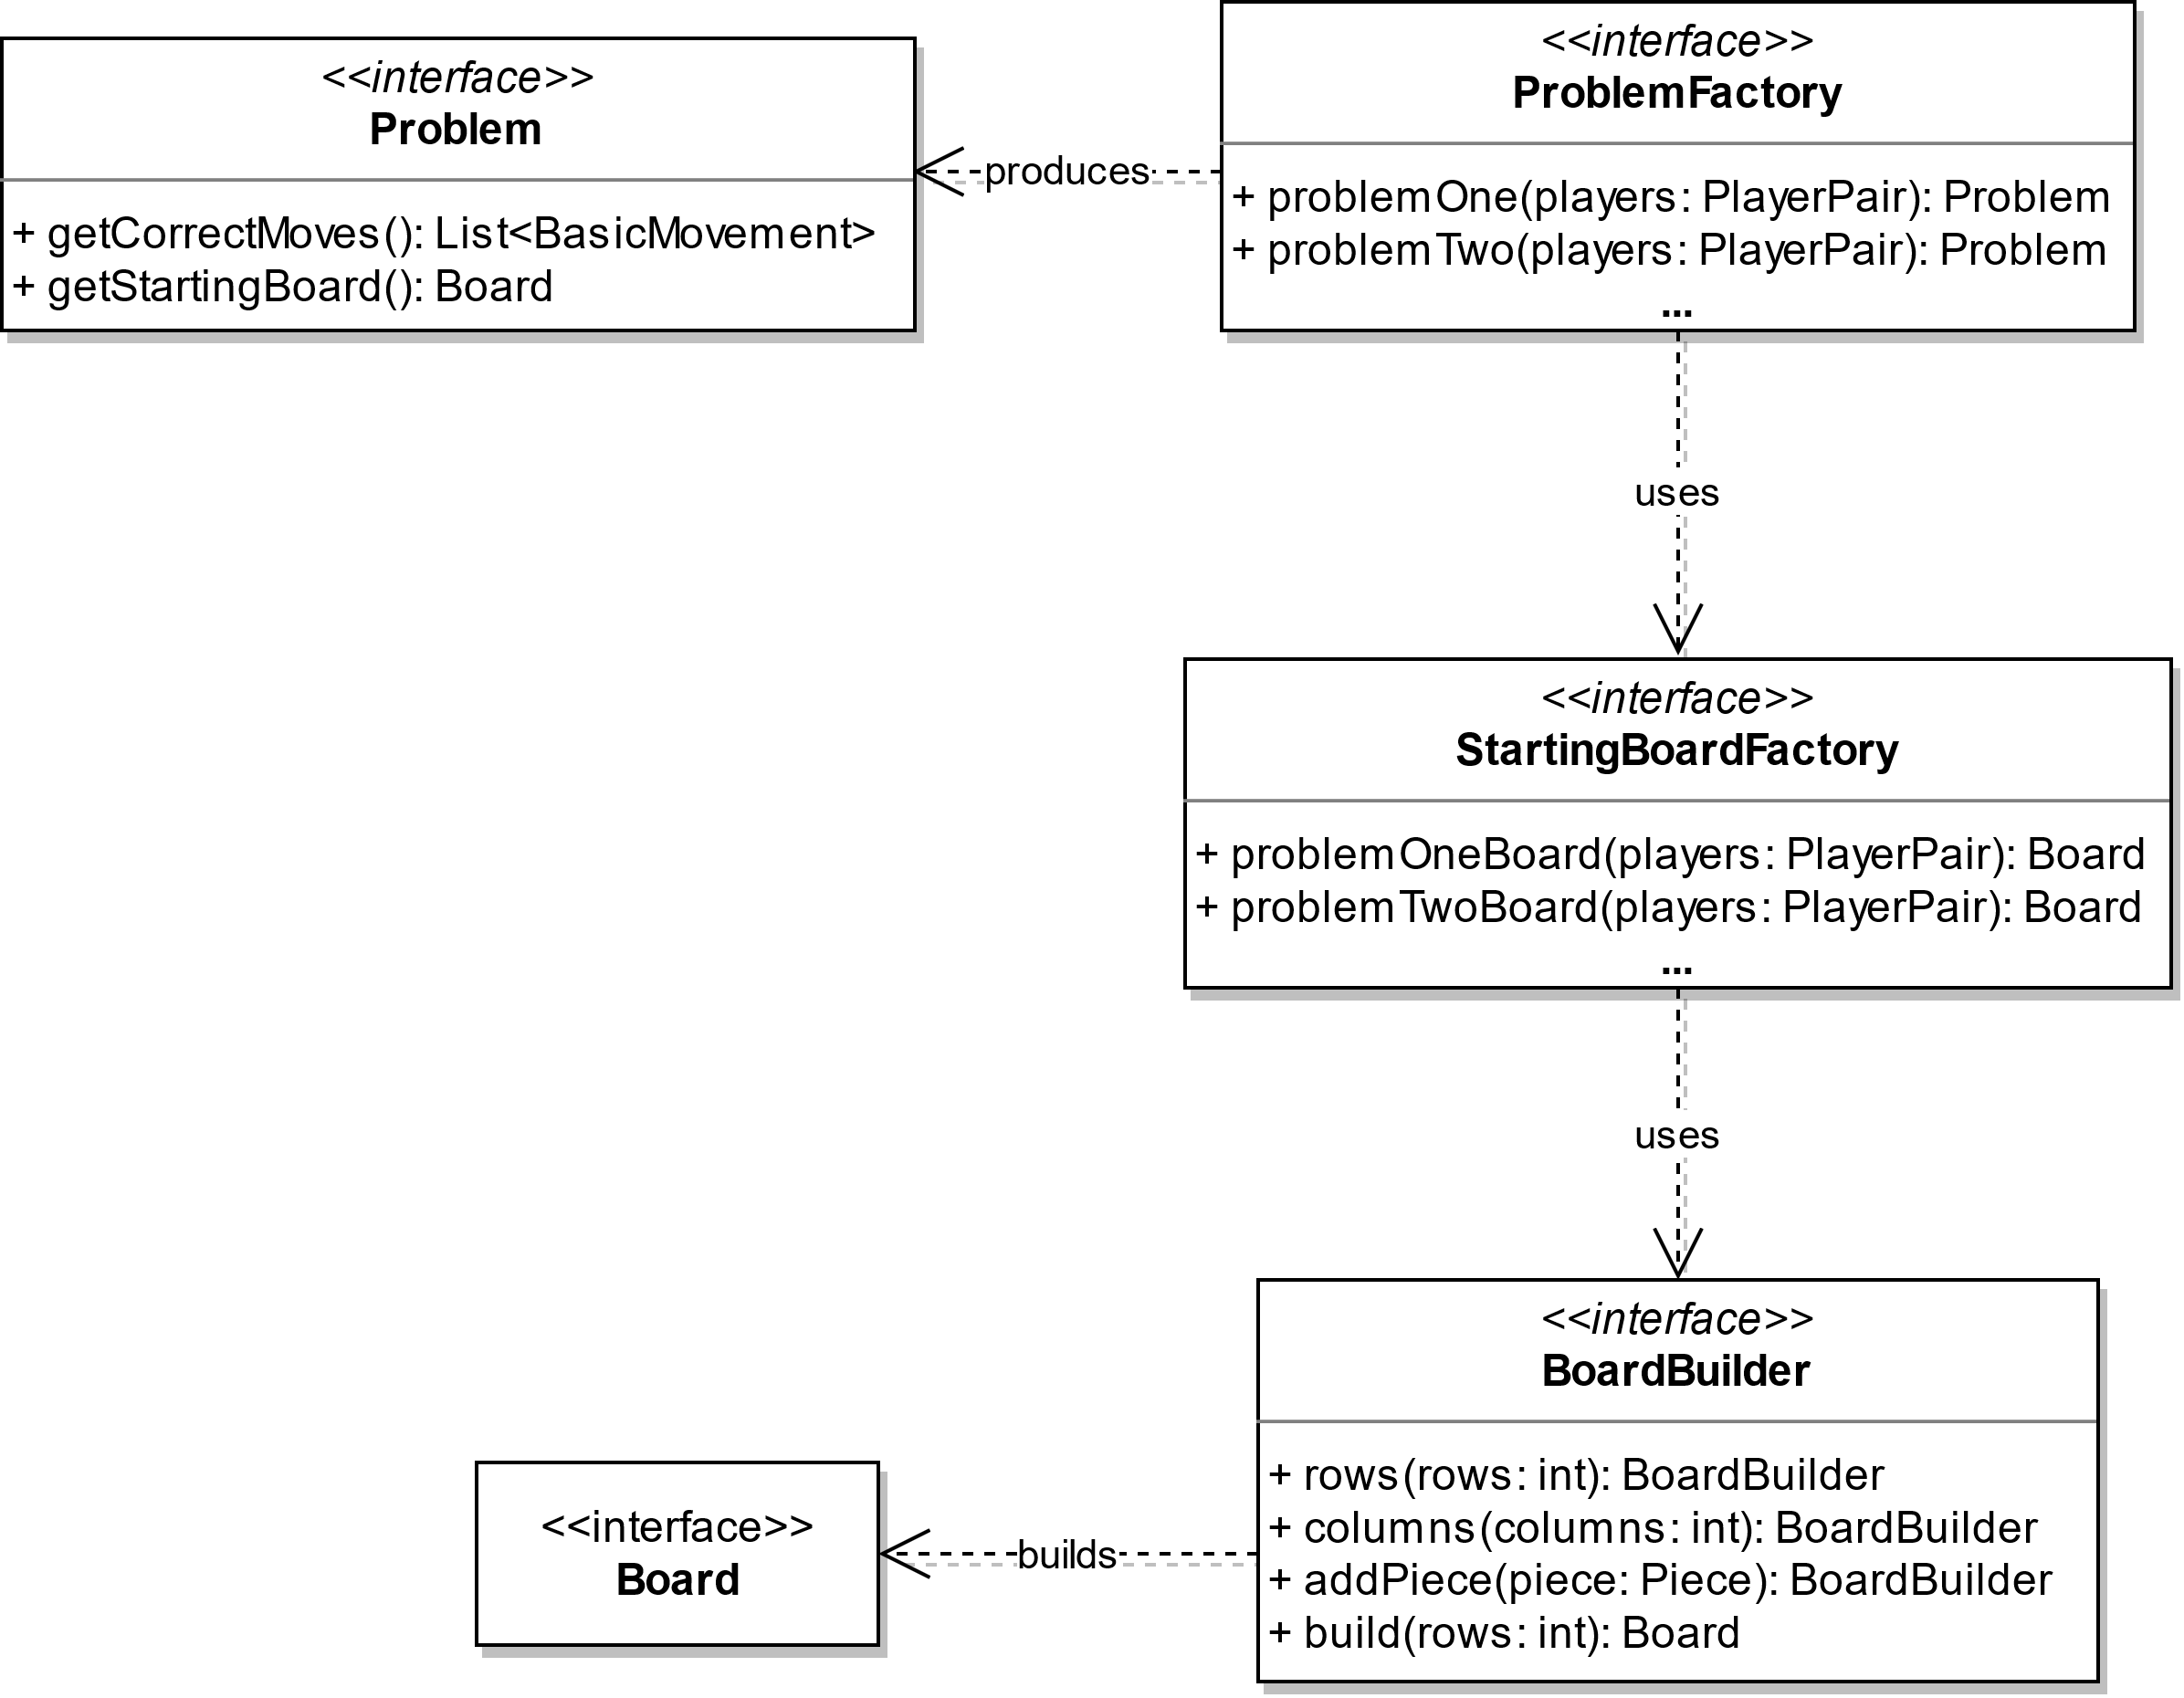 <<interface>>
Problem
+ getCorrectMoves(): List<BasicMovement>
+ getStartingBoard(): Board
produces
<<interface>>
ProblemFactory
+ problemOne(players: PlayerPair): Problem
+ problemTwo(players: PlayerPair): Problem
...
uses
<<interface>>
StartingBoardFactory
+ problemOneBoard(players: PlayerPair): Board
+ problemTwoBoard(players: PlayerPair): Board
...
uses
<<interface>>
BoardBuilder
+ rows(rows: int): BoardBuilder
+ columns(columns: int): BoardBuilder
+ addPiece(piece: Piece): BoardBuilder
+ build(rows: int): Board
builds
<<interface>>
Board